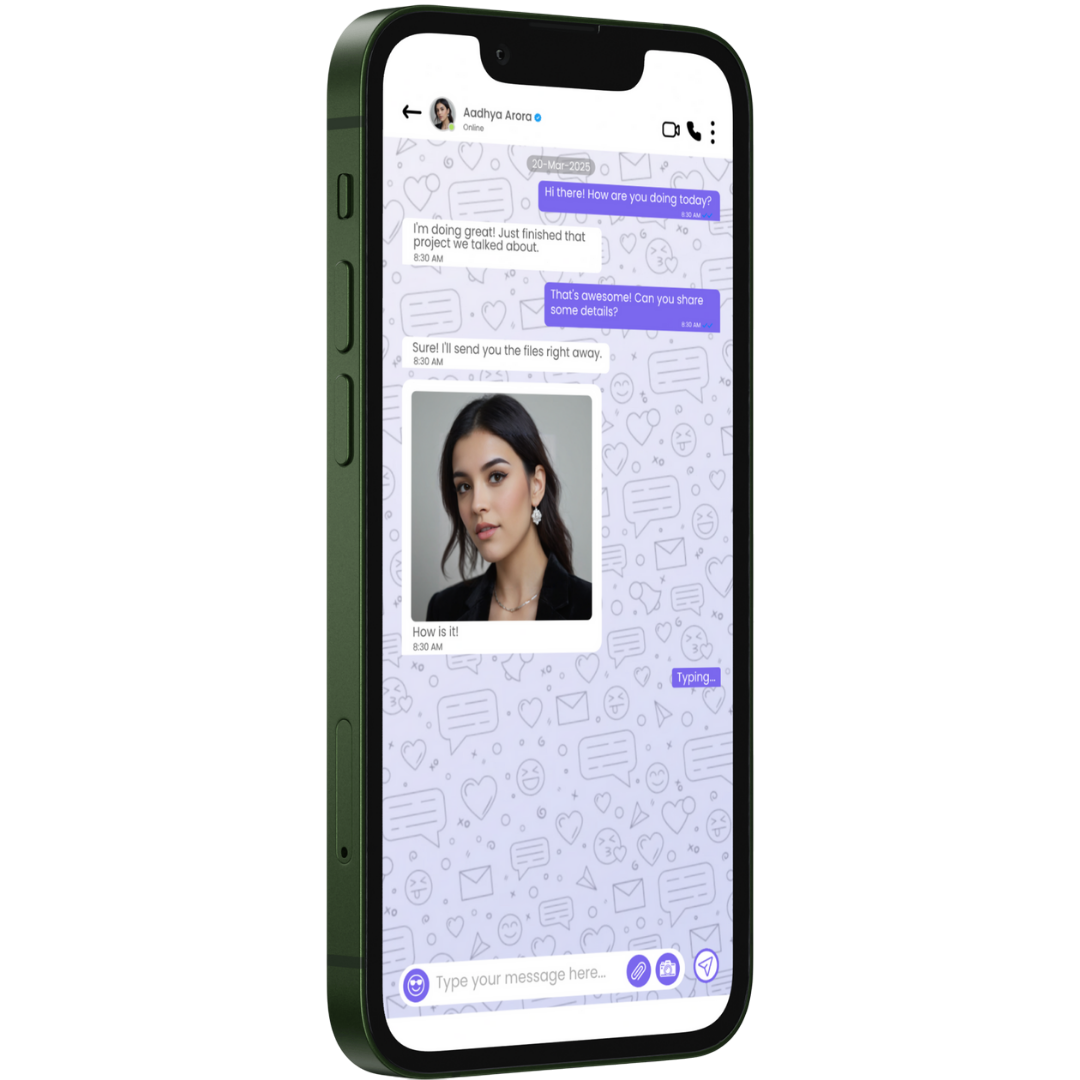 Aadhya Arora
Online
20-Mar-2025
Hi there! How are you doing today?
8:30 AM
I'm doing great! Just finished that
project we talked about.
8:30 AM
That's awesome! Can you share
some details?
8:30 AM
Sure! I'll send you the files right away.
8:30 AM
How is it!
8:30 AM
Typing...
Type your message here...